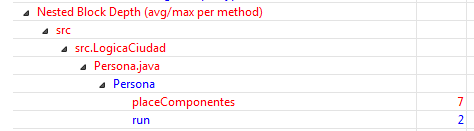 Nested Block Depth (avg/max per method)
src
src.LogicaCiudad
Persona.java
Persona
placeComponentes 7
run 2